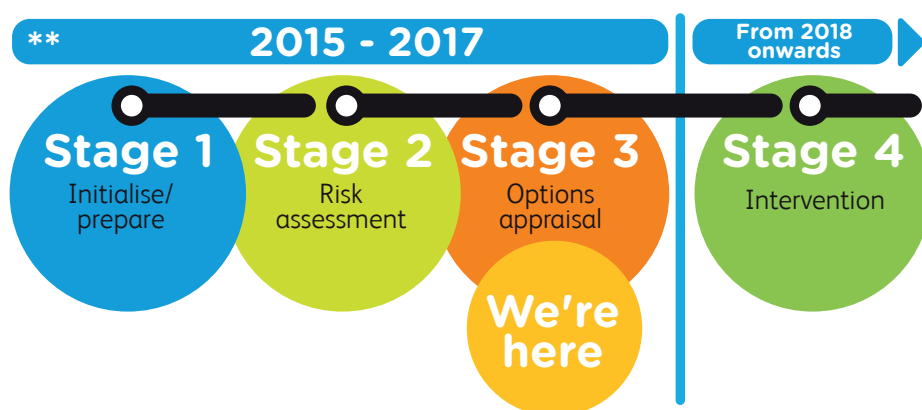 ** 2015 - 2017
From 2018
onwards
Stage 1
Initialise/
prepare
Stage 2
Risk
assessment
Stage 3
Options
appraisal
We're
here
Stage 4
Intervention